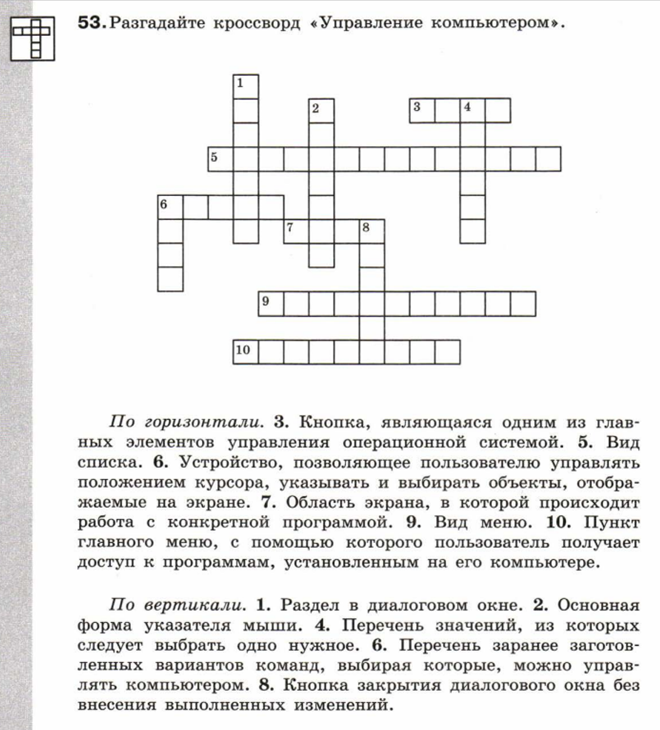 53. Разгадайте кроссворд «Управление компьютером».
1
2
3
4
5
6
7
8
9
10
По горизонтали. 3. Кнопка, являющаяся одним из глав-
ных элементов управления операционной системой. 5. Вид
списка. 6. Устройство, позволяющее пользователю управлять
положением курсора, указывать и выбирать объекты, отобра-
жаемые на экране. 7. Область экрана, в которой происходит
работа с конкретной программой. 9. Вид меню. 10. Пункт
главного меню, с помощью которого пользователь получает
доступ к программам, установленным на его компьютере.
По вертикали. 1. Раздел в диалоговом окне. 2. Основная
форма указателя мыши. 4. Перечень значений, из которых
следует выбрать одно нужное. 6. Перечень заранее заготов-
ленных вариантов команд, выбирая которые, можно управ-
лять компьютером. 8. Кнопка закрытия диалогового окна без
внесения выполненных изменений.